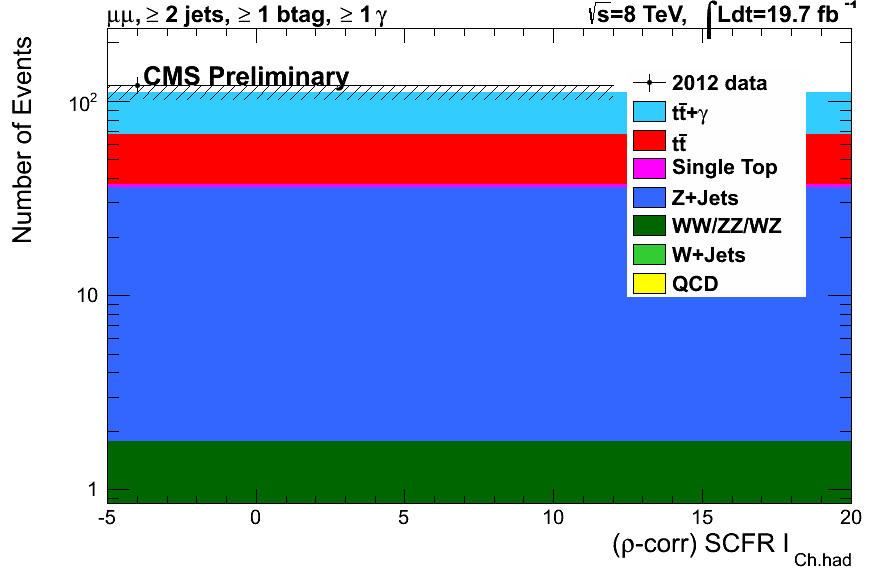 μμ, ≥ 2 jets, ≥ 1 btag, ≥ 1 γ
√s=8 TeV, ∫Ldt=19.7 fb⁻¹
CMS Preliminary
2012 data
tt̄+γ
tt̄
Single Top
Z+Jets
WW/ZZ/WZ
W+Jets
QCD
Number of Events
10²
10
1
-5 0 5 10 15 20
(ρ-corr) SCFR I Ch.had